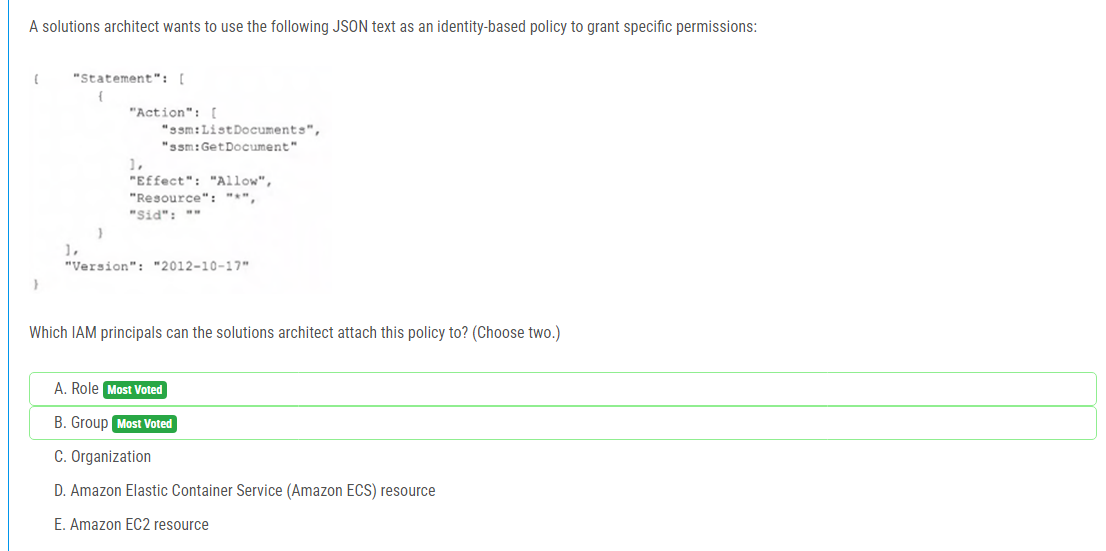 A solutions architect wants to use the following JSON text as an identity-based policy to grant specific permissions:
{ "Statement": [
{
"Action": [
"ssm:ListDocuments",
"ssm:GetDocument"
],
"Effect": "Allow",
"Resource": "*",
"Sid": ""
}
],
"Version": "2012-10-17"
}
Which IAM principals can the solutions architect attach this policy to? (Choose two.)
A. Role Most Voted
B. Group Most Voted
C. Organization
D. Amazon Elastic Container Service (Amazon ECS) resource
E. Amazon EC2 resource